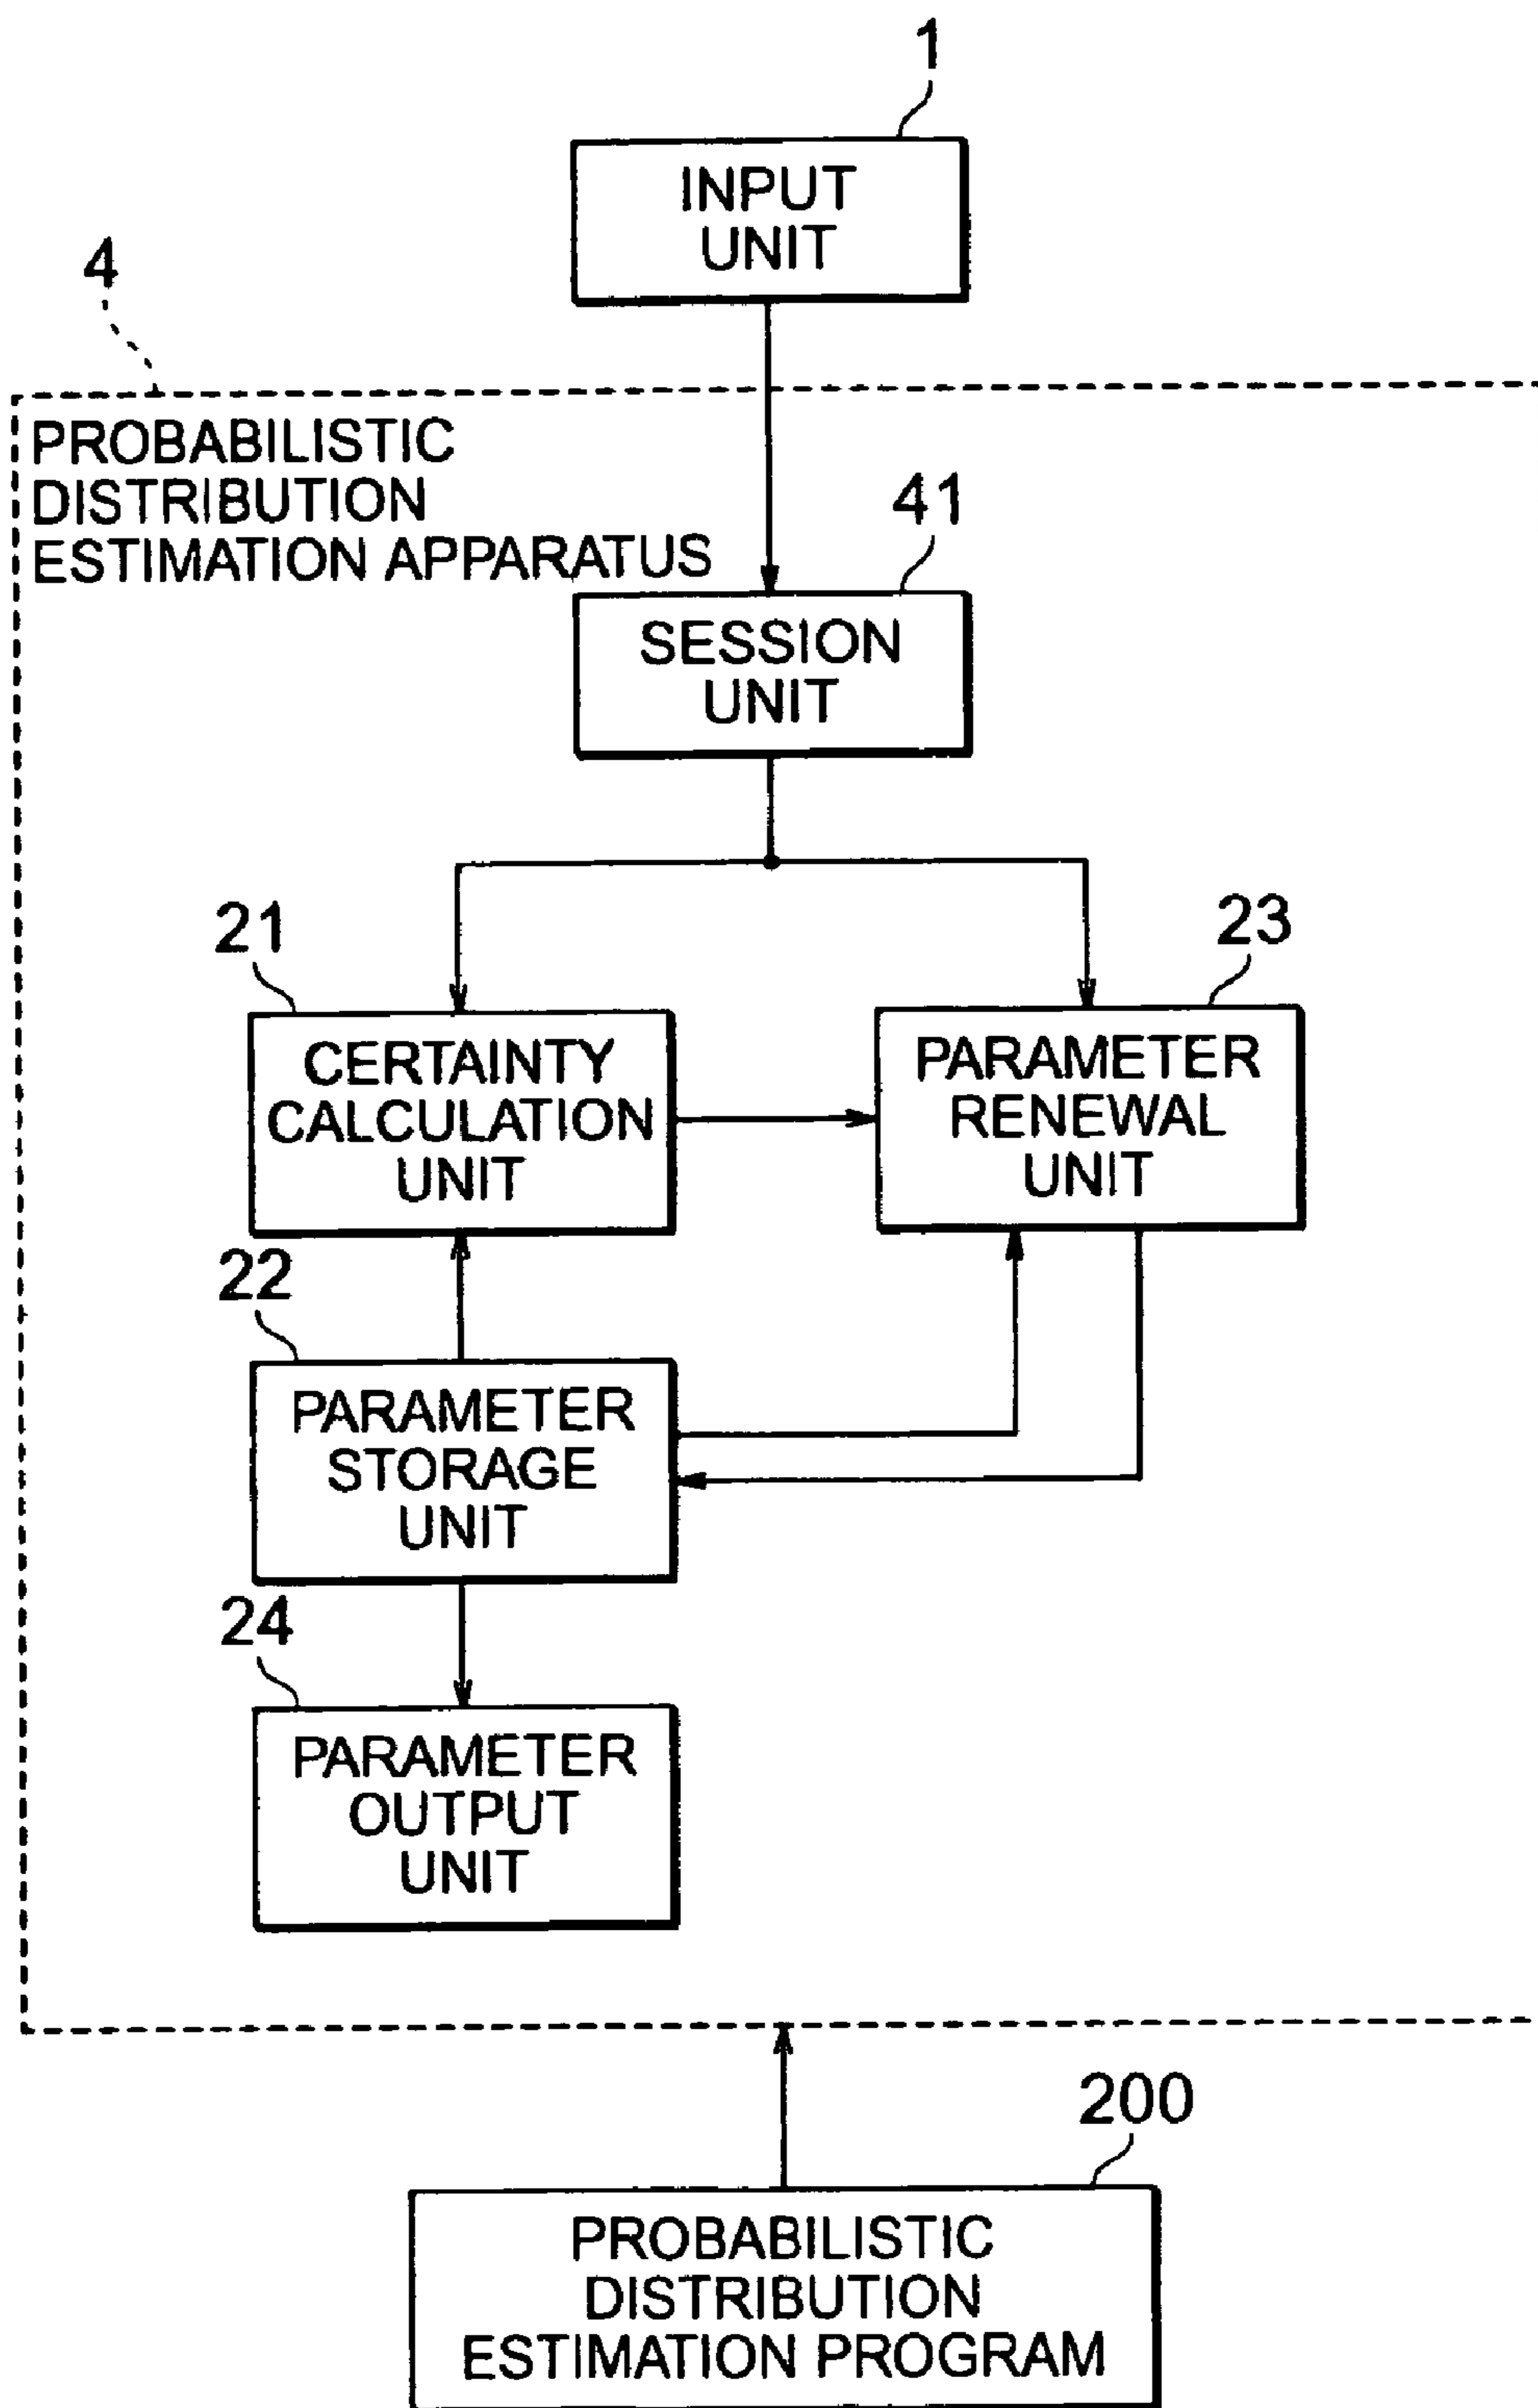 1
INPUT
UNIT
4
PROBABILISTIC
DISTRIBUTION
ESTIMATION APPARATUS
41
SESSION
UNIT
21
CERTAINTY
CALCULATION
UNIT
23
PARAMETER
RENEWAL
UNIT
22
PARAMETER
STORAGE
UNIT
24
PARAMETER
OUTPUT
UNIT
200
PROBABILISTIC
DISTRIBUTION
ESTIMATION PROGRAM